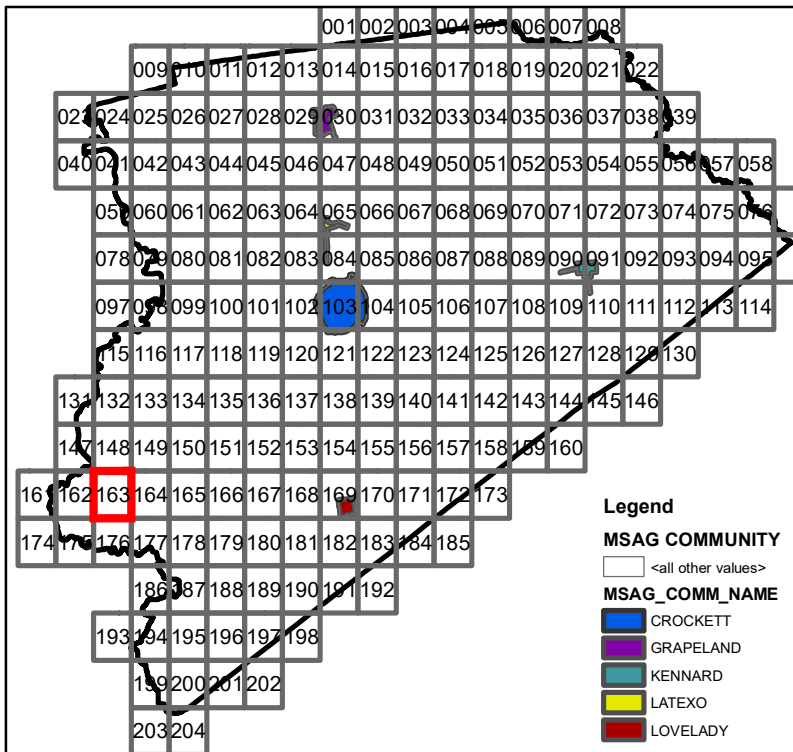 001 002 003 004 005 006 007 008
009 010 011 012 013 014 015 016 017 018 019 020 021 022
023 024 025 026 027 028 029 030 031 032 033 034 035 036 037 038 039
040 041 042 043 044 045 046 047 048 049 050 051 052 053 054 055 056 057 058
059 060 061 062 063 064 065 066 067 068 069 070 071 072 073 074 075 076
078 079 080 081 082 083 084 085 086 087 088 089 090 091 092 093 094 095
097 098 099 100 101 102 103 104 105 106 107 108 109 110 111 112 113 114
115 116 117 118 119 120 121 122 123 124 125 126 127 128 129 130
131 132 133 134 135 136 137 138 139 140 141 142 143 144 145 146
147 148 149 150 151 152 153 154 155 156 157 158 159 160
161 162 163 164 165 166 167 168 169 170 171 172 173
174 175 176 177 178 179 180 181 182 183 184 185
186 187 188 189 190 191 192
193 194 195 196 197 198
199 200 201 202
203 204
Legend
MSAG COMMUNITY
<all other values>
MSAG_COMM_NAME
CROCKETT
GRAPELAND
KENNARD
LATEXO
LOVELADY